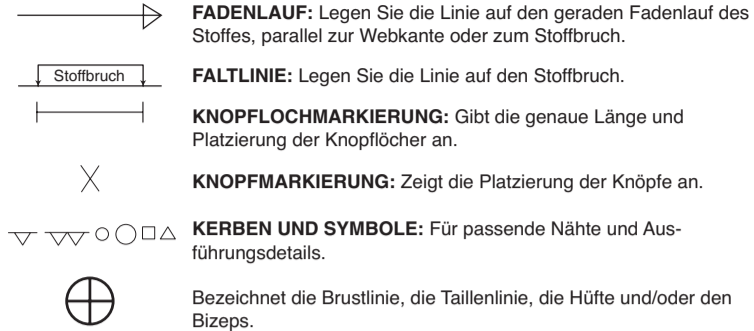 FADENLAUF: Legen Sie die Linie auf den geraden Fadenlauf des
Stoffes, parallel zur Webkante oder zum Stoffbruch.
Stoffbruch
FALTLINIE: Legen Sie die Linie auf den Stoffbruch.
KNOPFLOCHMARKIERUNG: Gibt die genaue Länge und
Platzierung der Knopflöcher an.
KNOPFMARKIERUNG: Zeigt die Platzierung der Knöpfe an.
KERBEN UND SYMBOLE: Für passende Nähte und Aus-
führungsdetails.
Bezeichnet die Brustlinie, die Taillenlinie, die Hüfte und/oder den
Bizeps.